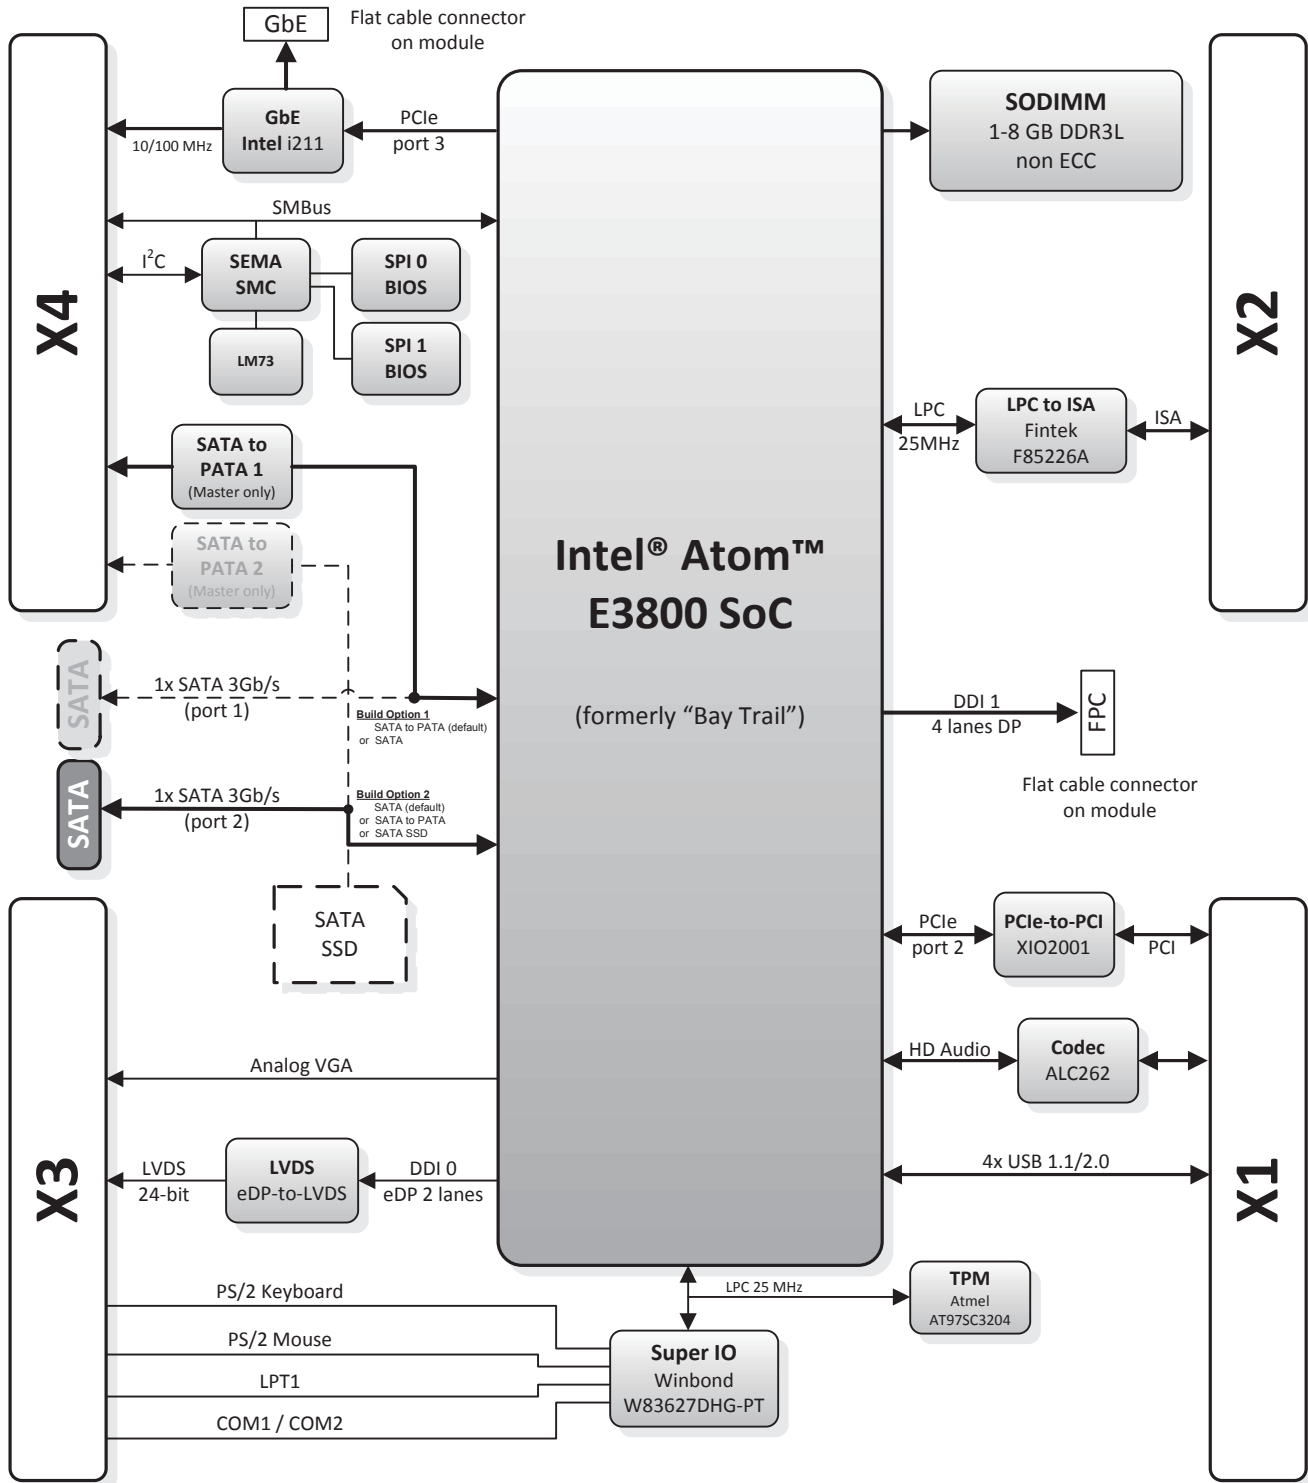 GbE
Flat cable connector
on module
GbE
Intel i211
10/100 MHz
PCIe
port 3
SODIMM
1-8 GB DDR3L
non ECC
SMBus
I²C
SEMA
SMC
SPI 0
BIOS
LM73
SPI 1
BIOS
X4
X2
LPC
25MHz
LPC to ISA
Fintek
F85226A
ISA
SATA to
PATA 1
(Master only)
SATA to
PATA 2
(Master only)
Intel® Atom™
E3800 SoC
(formerly “Bay Trail”)
SATA
1x SATA 3Gb/s
(port 1)
Build Option 1
SATA to PATA (default)
or SATA
DDI 1
4 lanes DP
FPC
Flat cable connector
on module
SATA
1x SATA 3Gb/s
(port 2)
Build Option 2
SATA (default)
or SATA to PATA
or SATA SSD
SATA
SSD
PCIe
port 2
PCIe-to-PCI
XIO2001
PCI
HD Audio
Codec
ALC262
Analog VGA
X3
X1
LVDS
24-bit
LVDS
eDP-to-LVDS
DDI 0
eDP 2 lanes
4x USB 1.1/2.0
PS/2 Keyboard
PS/2 Mouse
LPT1
COM1 / COM2
LPC 25 MHz
TPM
Atmel
AT97SC3204
Super IO
Winbond
W83627DHG-PT